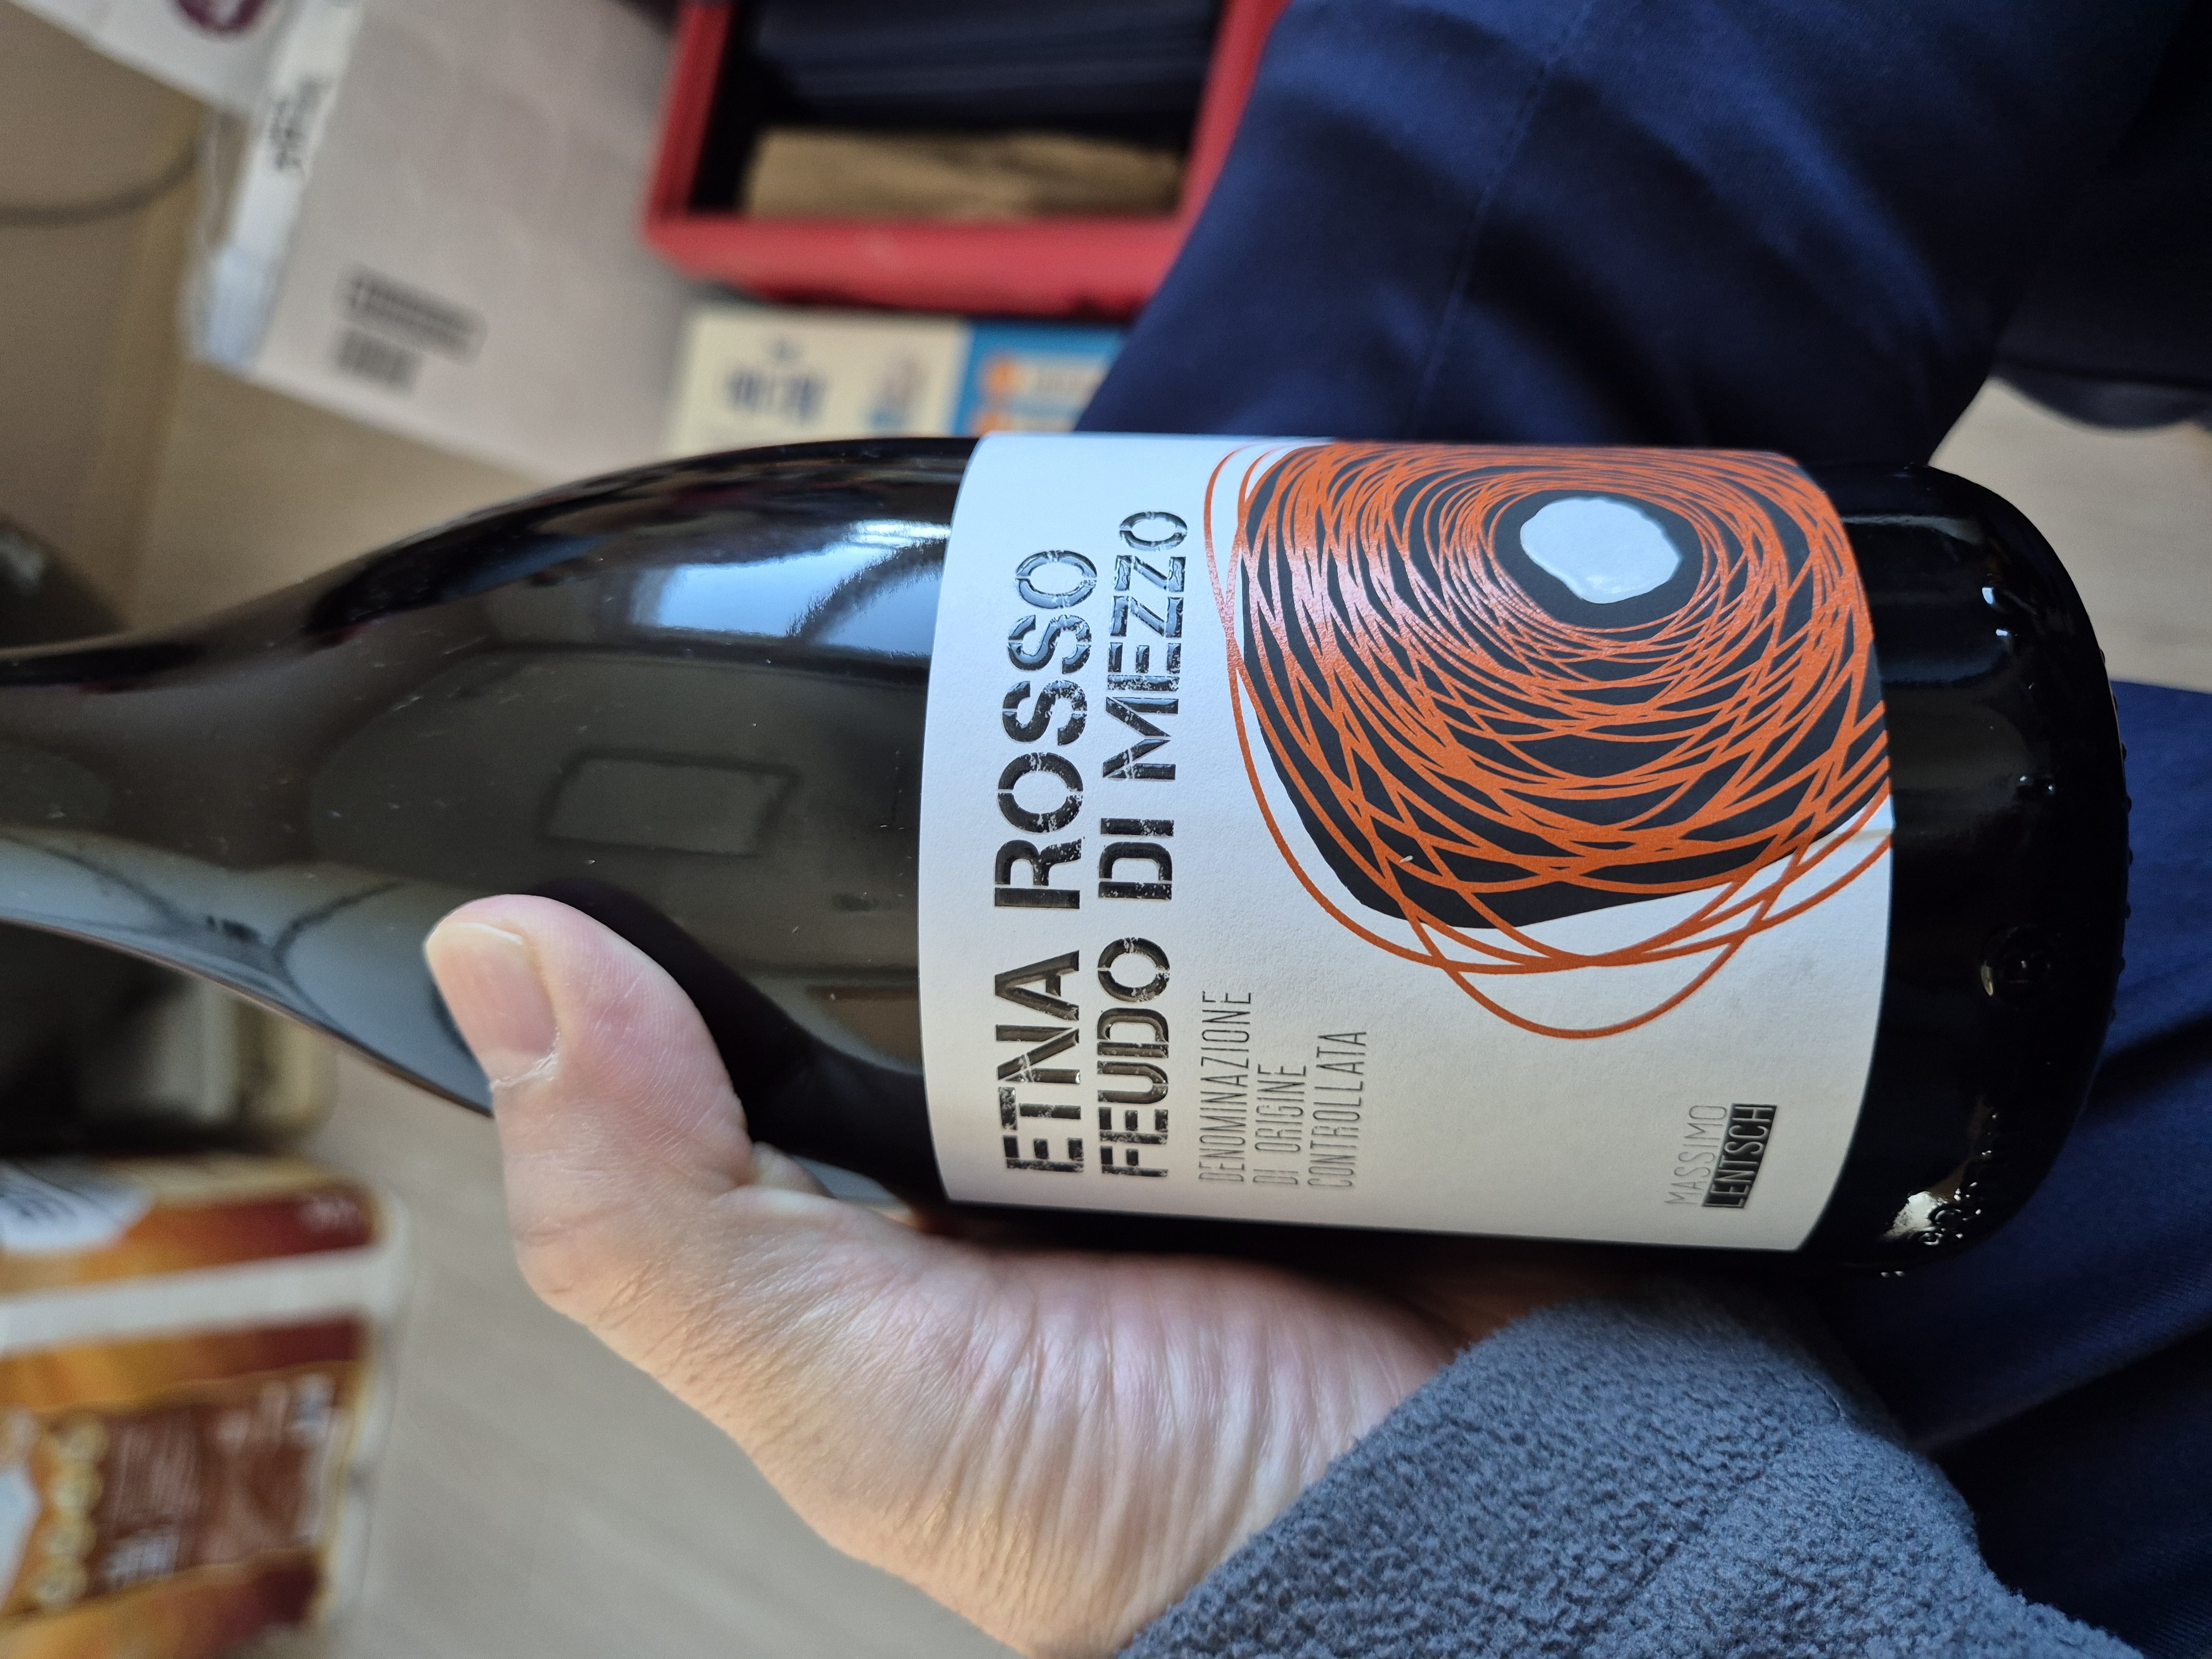 ETNA ROSSO
FEUDO DI MEZZO
DENOMINAZIONE
DI ORIGINE
CONTROLLATA
MASSIMO
LENTSCH